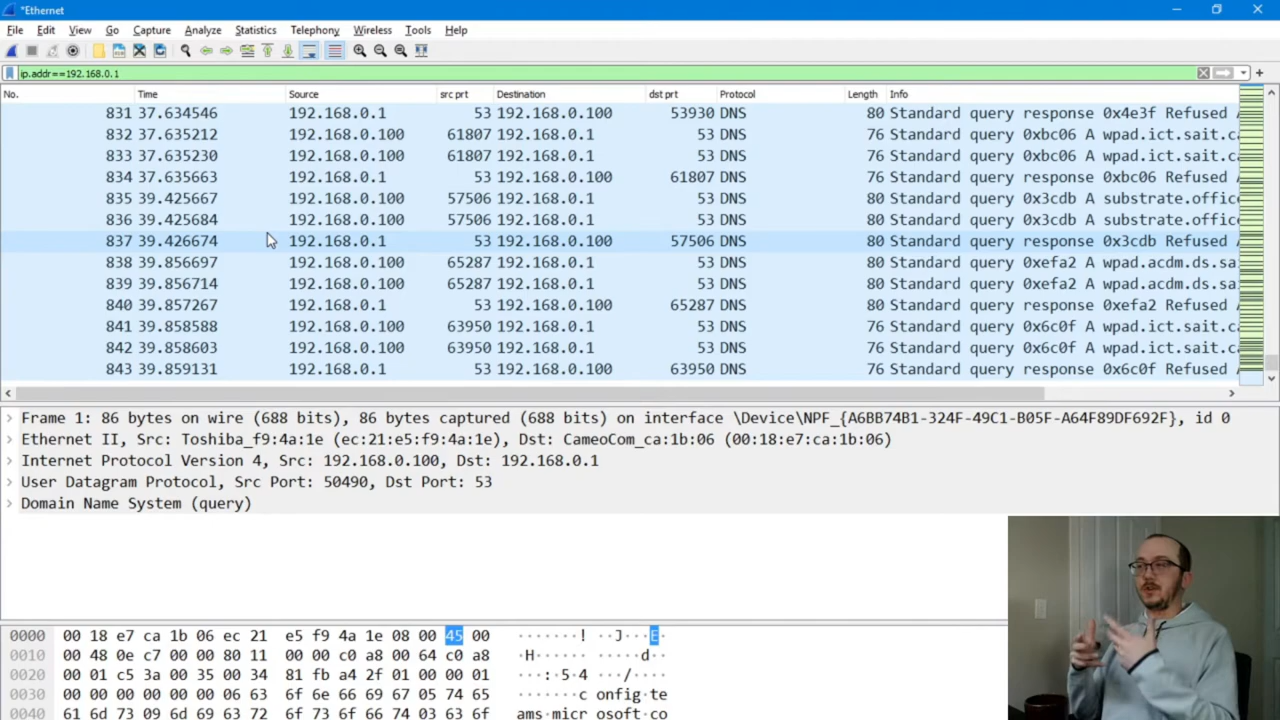 *Ethernet
File Edit View Go Capture Analyze Statistics Telephony Wireless Tools Help
ip.addr==192.168.0.1
No. Time Source src prt Destination dst prt Protocol Length Info
831 37.634546 192.168.0.1 53 192.168.0.100 53930 DNS 80 Standard query response 0x4e3f Refused
832 37.635212 192.168.0.100 61807 192.168.0.1 53 DNS 76 Standard query 0xbc06 A wpad.ict.sait.c
833 37.635230 192.168.0.100 61807 192.168.0.1 53 DNS 76 Standard query 0xbc06 A wpad.ict.sait.c
834 37.635663 192.168.0.1 53 192.168.0.100 61807 DNS 76 Standard query response 0xbc06 Refused
835 39.425667 192.168.0.100 57506 192.168.0.1 53 DNS 80 Standard query 0x3cdb A substrate.offic
836 39.425684 192.168.0.100 57506 192.168.0.1 53 DNS 80 Standard query 0x3cdb A substrate.offic
837 39.426674 192.168.0.1 53 192.168.0.100 57506 DNS 80 Standard query response 0x3cdb Refused
838 39.856697 192.168.0.100 65287 192.168.0.1 53 DNS 80 Standard query 0xefa2 A wpad.acdm.ds.sa
839 39.856714 192.168.0.100 65287 192.168.0.1 53 DNS 80 Standard query 0xefa2 A wpad.acdm.ds.sa
840 39.857267 192.168.0.1 53 192.168.0.100 65287 DNS 80 Standard query response 0xefa2 Refused
841 39.858588 192.168.0.100 63950 192.168.0.1 53 DNS 76 Standard query 0x6c0f A wpad.ict.sait.c
842 39.858603 192.168.0.100 63950 192.168.0.1 53 DNS 76 Standard query 0x6c0f A wpad.ict.sait.c
843 39.859131 192.168.0.1 53 192.168.0.100 63950 DNS 76 Standard query response 0x6c0f Refused
Frame 1: 86 bytes on wire (688 bits), 86 bytes captured (688 bits) on interface \Device\NPF_{A6BB74B1-324F-49C1-B05F-A64F89DF692F}, id 0
Ethernet II, Src: Toshiba_f9:4a:1e (ec:21:e5:f9:4a:1e), Dst: CameoCom_ca:1b:06 (00:18:e7:ca:1b:06)
Internet Protocol Version 4, Src: 192.168.0.100, Dst: 192.168.0.1
User Datagram Protocol, Src Port: 50490, Dst Port: 53
Domain Name System (query)
0000 00 18 e7 ca 1b 06 ec 21 e5 f9 4a 1e 08 00 45 00 ·······! ··J···E·
0010 00 48 0e c7 00 00 80 11 00 00 c0 a8 00 64 c0 a8 ·H······ ·····d··
0020 00 01 c5 3a 00 35 00 34 81 fb a4 2f 01 00 00 01 ···:·5·4 ···/····
0030 00 00 00 00 00 00 06 63 6f 6e 66 69 67 05 74 65 ·······c onfig·te
0040 61 6d 73 09 6d 69 63 72 6f 73 6f 66 74 03 63 6f ams·micr osoft·co